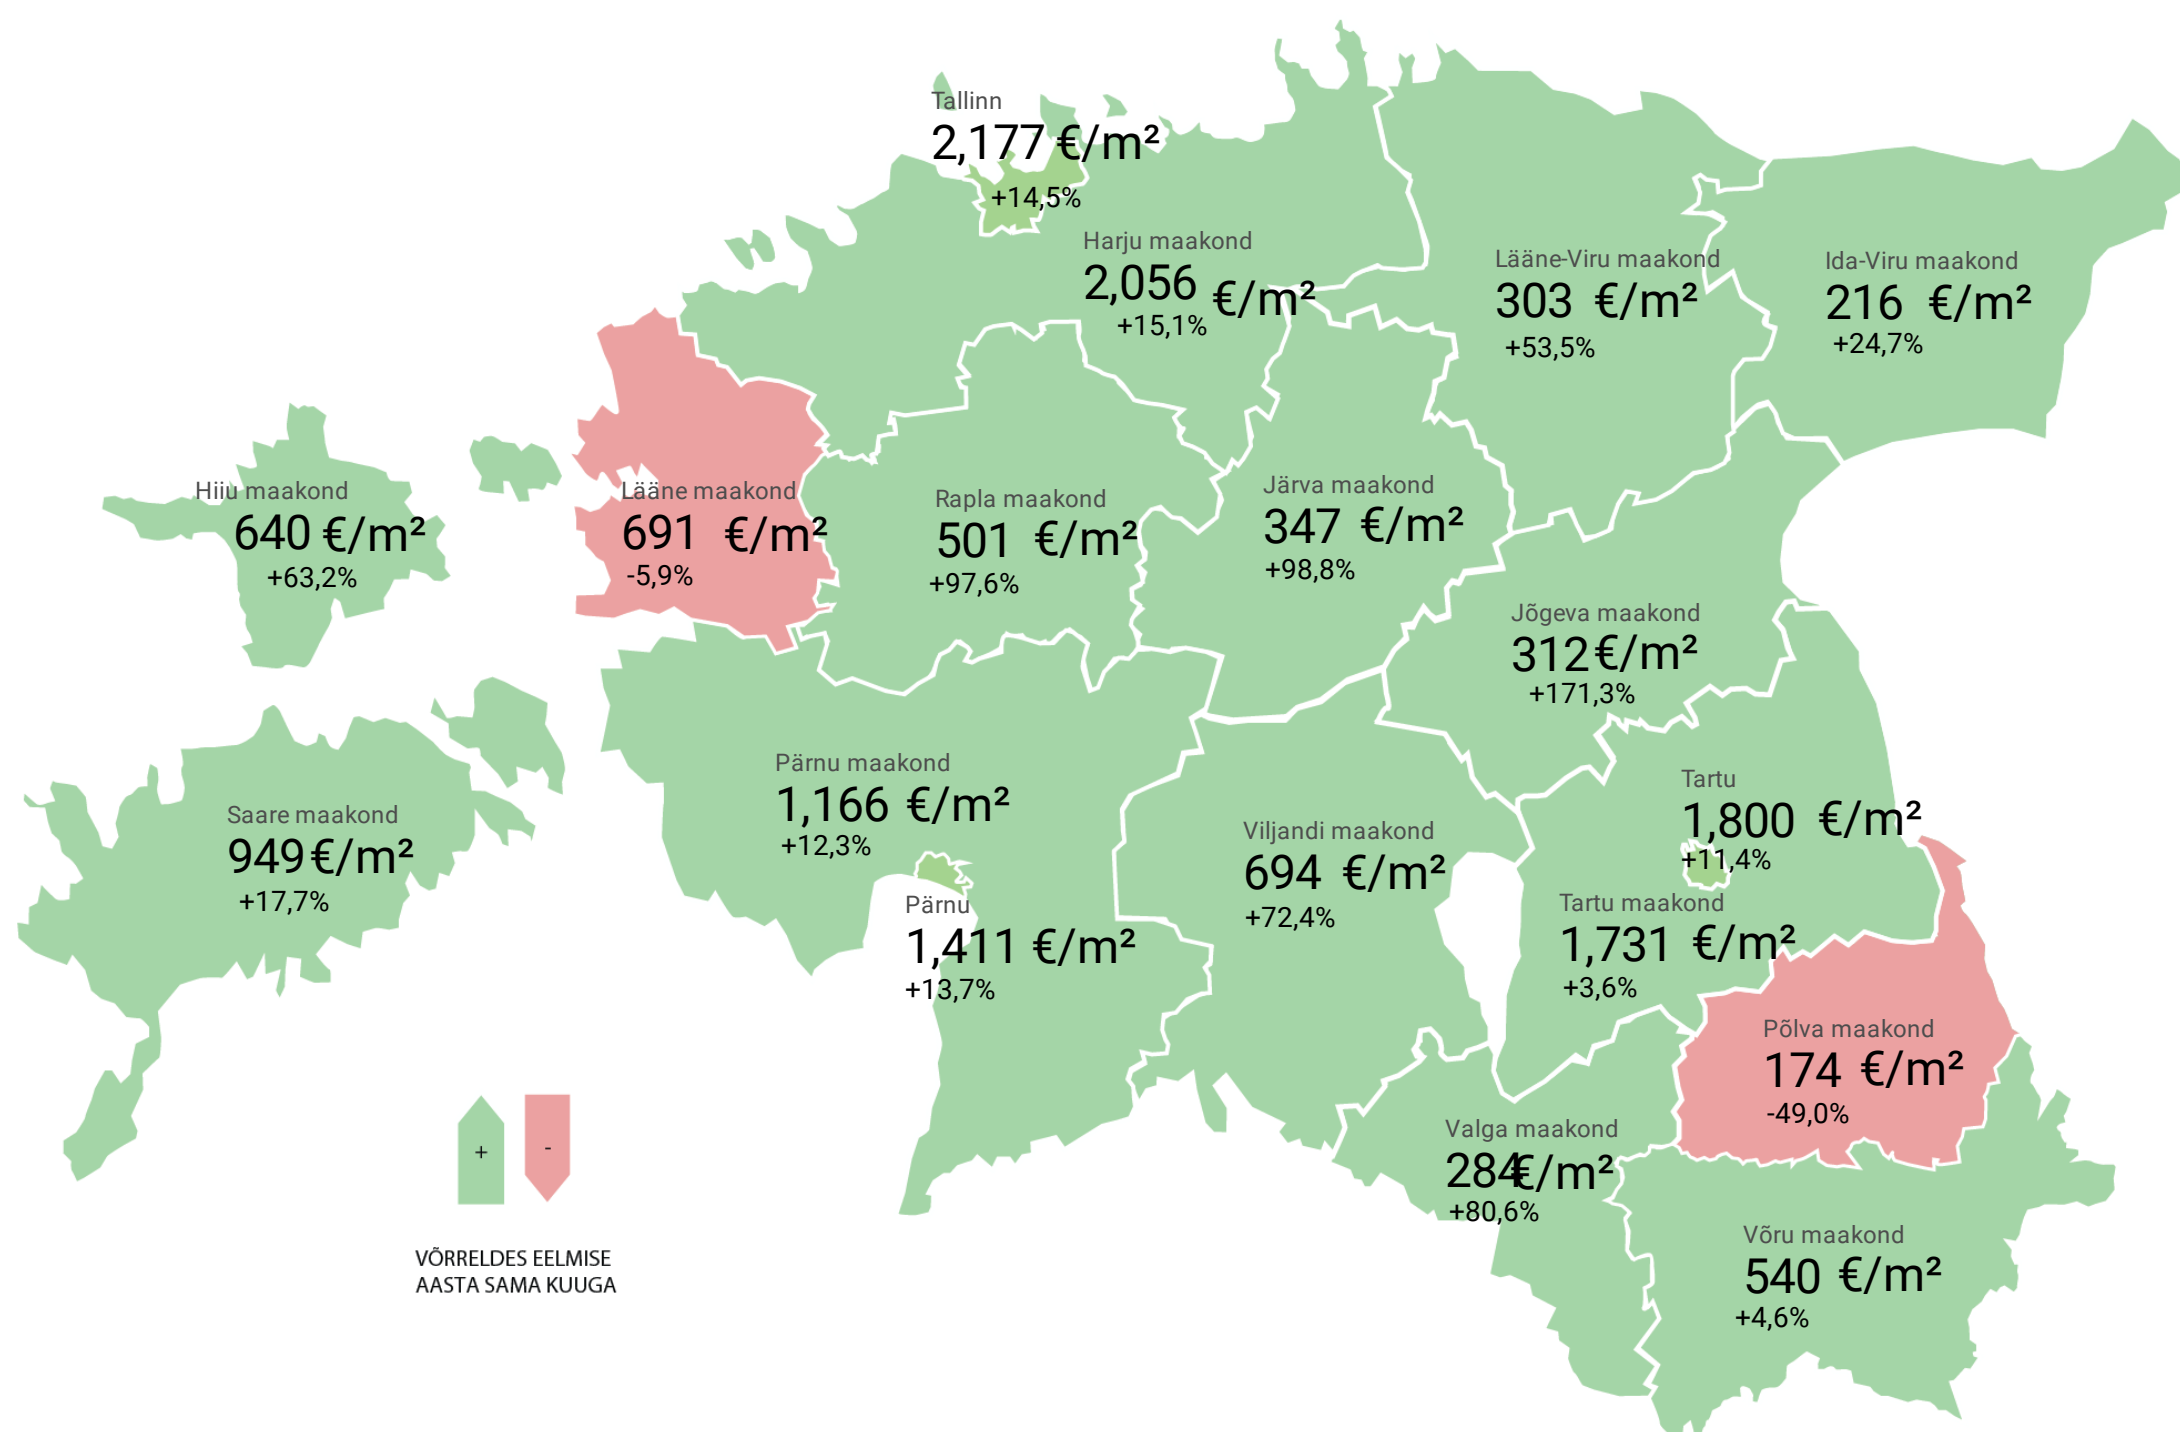 Tallinn
2,177 €/m²
+14,5%
Harju maakond
2,056 €/m²
+15,1%
Lääne-Viru maakond
303 €/m²
+53,5%
Ida-Viru maakond
216 €/m²
+24,7%
Hiiu maakond
640 €/m²
+63,2%
Lääne maakond
691 €/m²
-5,9%
Rapla maakond
501 €/m²
+97,6%
Järva maakond
347 €/m²
+98,8%
Jõgeva maakond
312 €/m²
+171,3%
Saare maakond
949 €/m²
+17,7%
Pärnu maakond
1,166 €/m²
+12,3%
Pärnu
1,411 €/m²
+13,7%
Viljandi maakond
694 €/m²
+72,4%
Tartu
1,800 €/m²
+11,4%
Tartu maakond
1,731 €/m²
+3,6%
Põlva maakond
174 €/m²
-49,0%
Valga maakond
284 €/m²
+80,6%
Võru maakond
540 €/m²
+4,6%
+ -
VÕRRELDES EELMISE
AASTA SAMA KUUGA